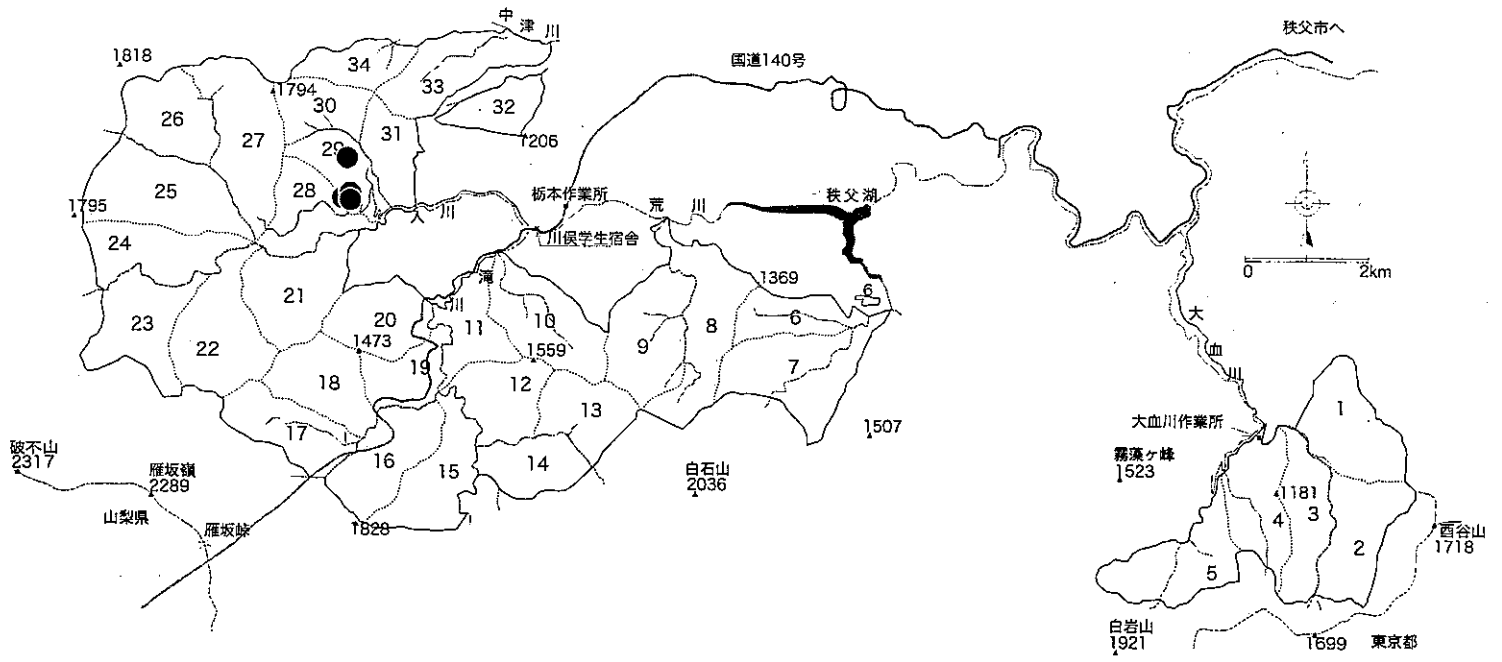 中津川
秩父市へ
1818
国道140号
34
33
1794
30
26
27
31
32
29
206
25
28
栃本作業所
秩父湖
1795
荒川
入川
川俣学生宿舎
24
滝川
1369
0 2km
6
21
大血川
23
20
11
10
6
22
1473
9
8
1559
19
7
18
12
1
13
大血川作業所
17
1507
破不山
2317
16
15
14
霧藻ヶ峰
1523
雁坂嶺
2289
白石山
2036
1181
4
3
酉谷山
1718
山梨県
雁坂峠
1828
2
5
白岩山
1921
1699
東京都